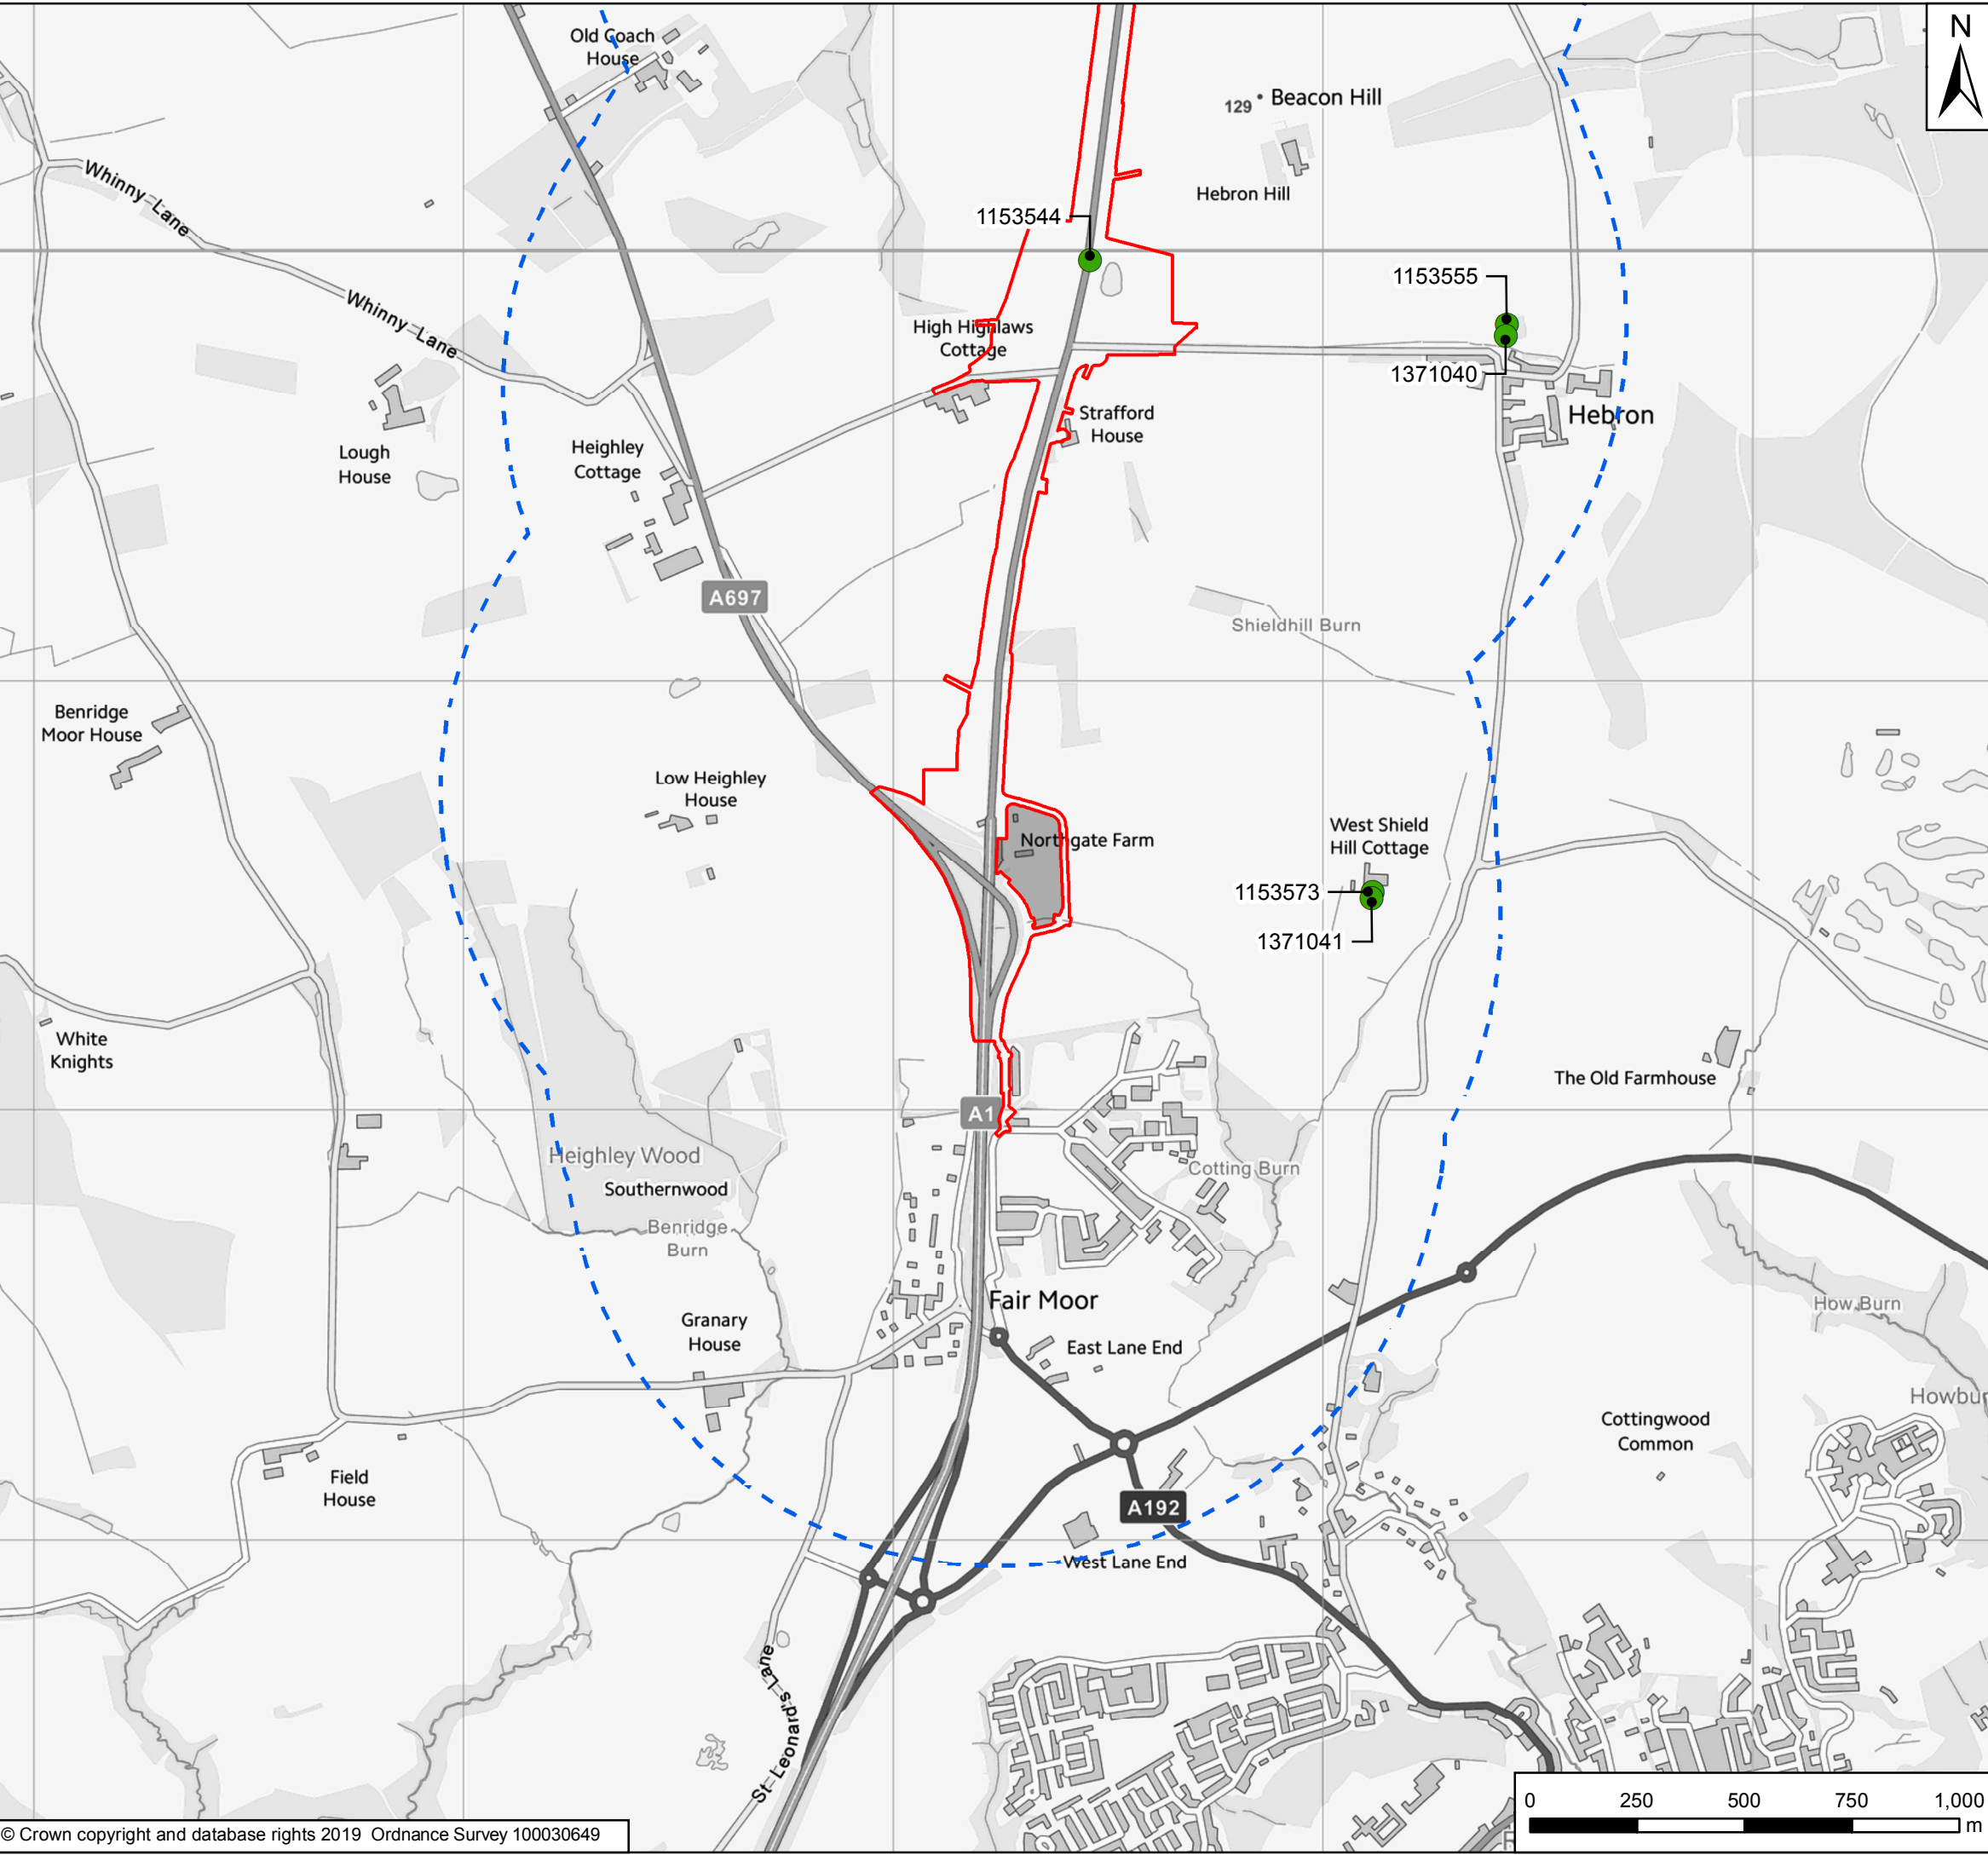 N
Old Coach
House
129
Beacon Hill
Hebron Hill
Whinny Lane
1153544
1153555
Whinny Lane
High Highlaws
Cottage
1371040
Strafford
House
Hebron
Lough
House
Heighley
Cottage
A697
Shieldhill Burn
Benridge
Moor House
Low Heighley
House
Northgate Farm
West Shield
Hill Cottage
1153573
1371041
White
Knights
The Old Farmhouse
A1
Heighley Wood
Southernwood
Cotting Burn
Benridge
Burn
Fair Moor
How Burn
Granary
House
East Lane End
Howbur
Cottingwood
Common
Field
House
A192
West Lane End
St Leonard's Lane
0 250 500 750 1,000
m
© Crown copyright and database rights 2019 Ordnance Survey 100030649